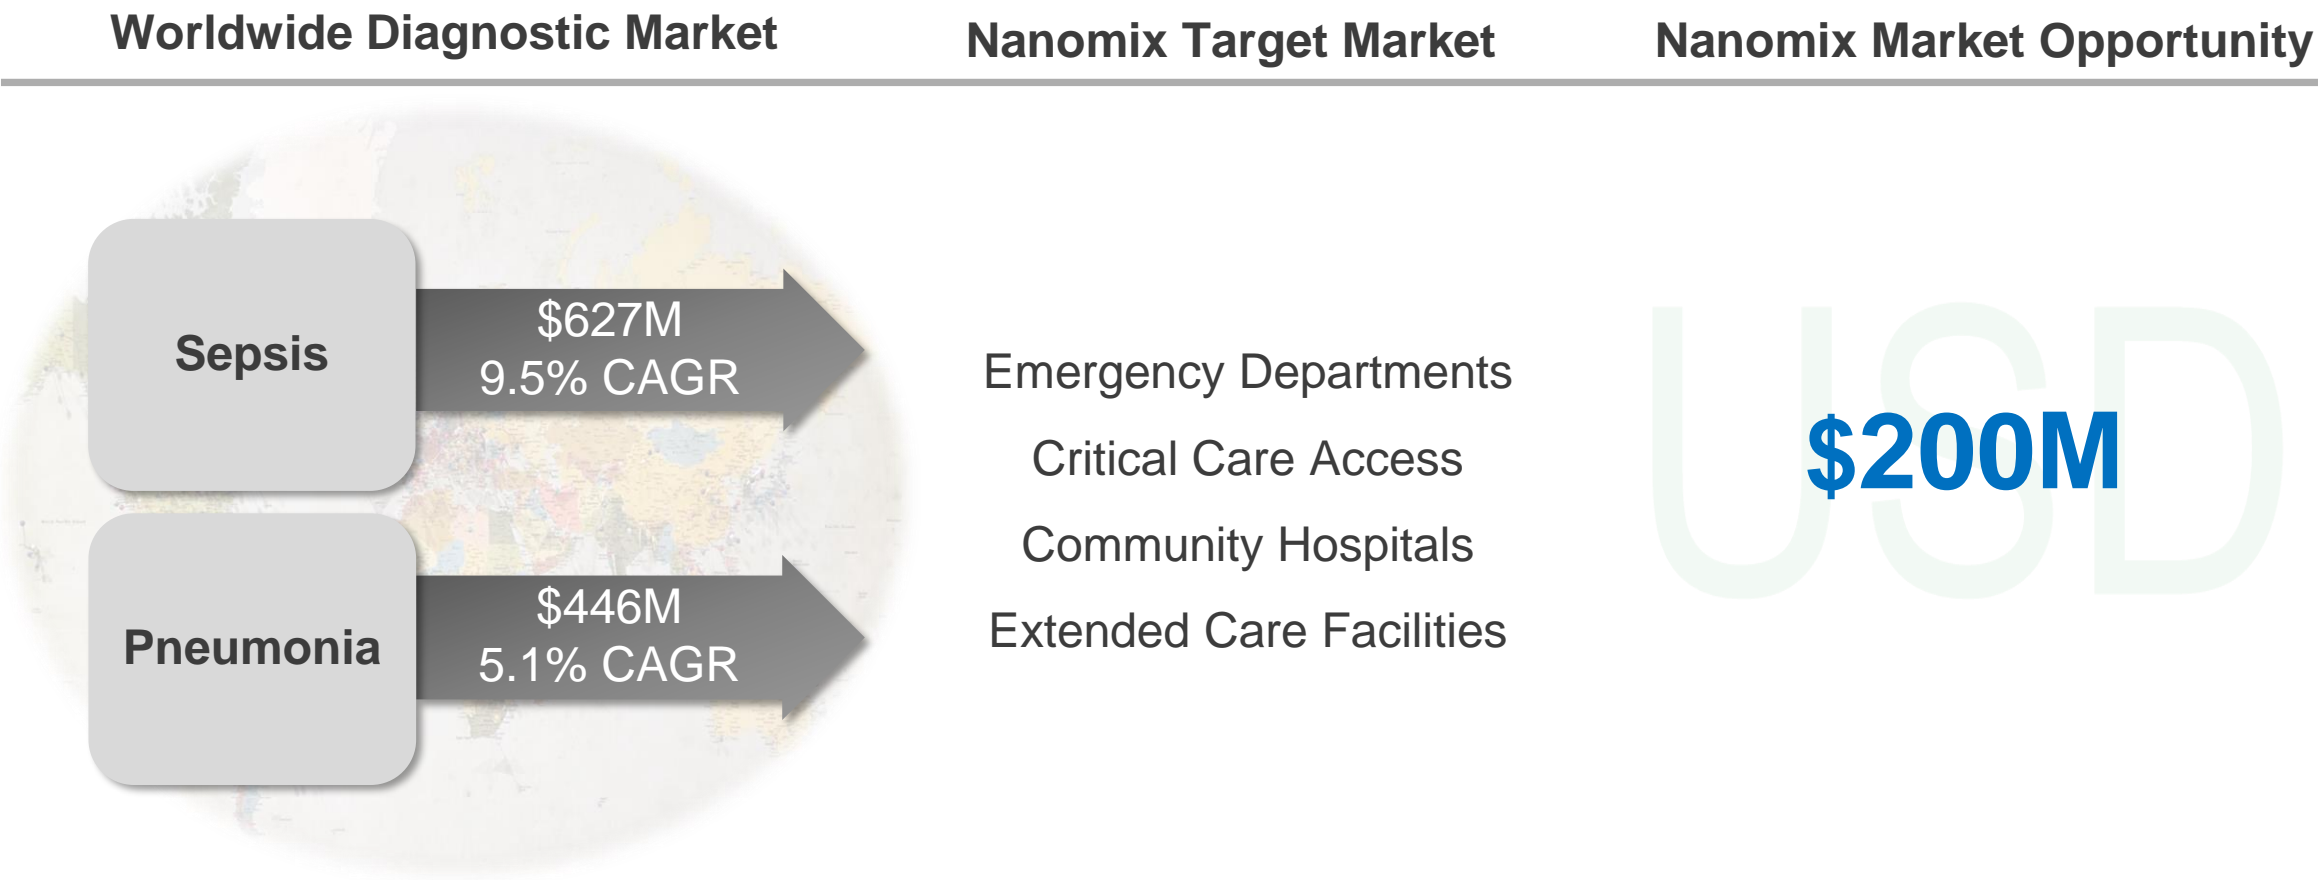 Worldwide Diagnostic Market
Nanomix Target Market
Nanomix Market Opportunity
Sepsis
$627M
9.5% CAGR
Pneumonia
$446M
5.1% CAGR
Emergency Departments
Critical Care Access
Community Hospitals
Extended Care Facilities
USD
$200M